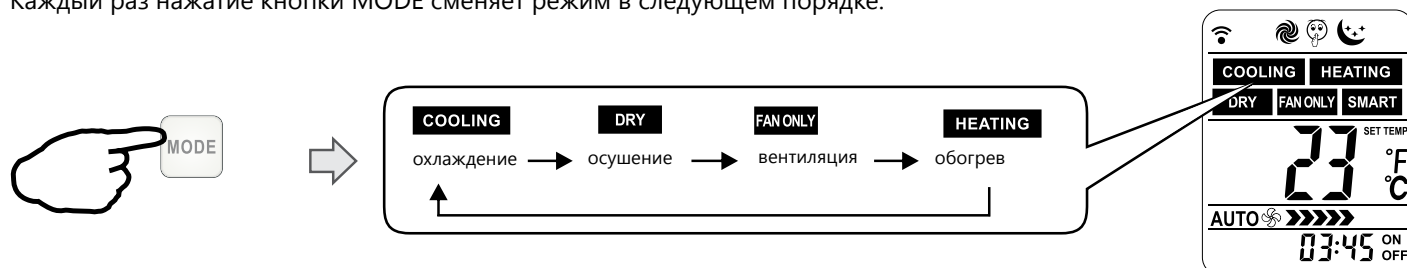 Каждый раз нажатие кнопки MODE сменяет режим в следующем порядке:
MODE
COOLING DRY FAN ONLY HEATING
охлаждение осушение вентиляция обогрев
COOLING HEATING
DRY FAN ONLY SMART
23 SET TEMP
°F
°C
AUTO
03:45 ON
OFF